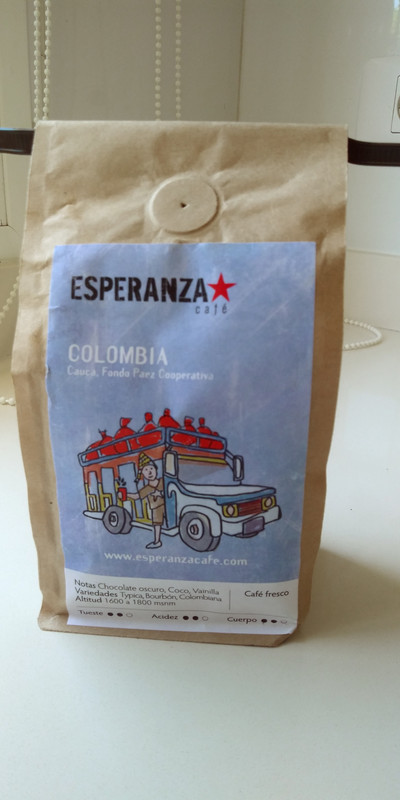 ESPERANZA
café
COLOMBIA
Cauca, Fondo Paez Cooperativa
www.esperanzacafe.com
Notas Chocolate oscuro, Coco, Vainilla
Variedades Typica, Bourbón, Colombiana
Altitud 1600 a 1800 msnm
Café fresco
Tueste Acidez Cuerpo